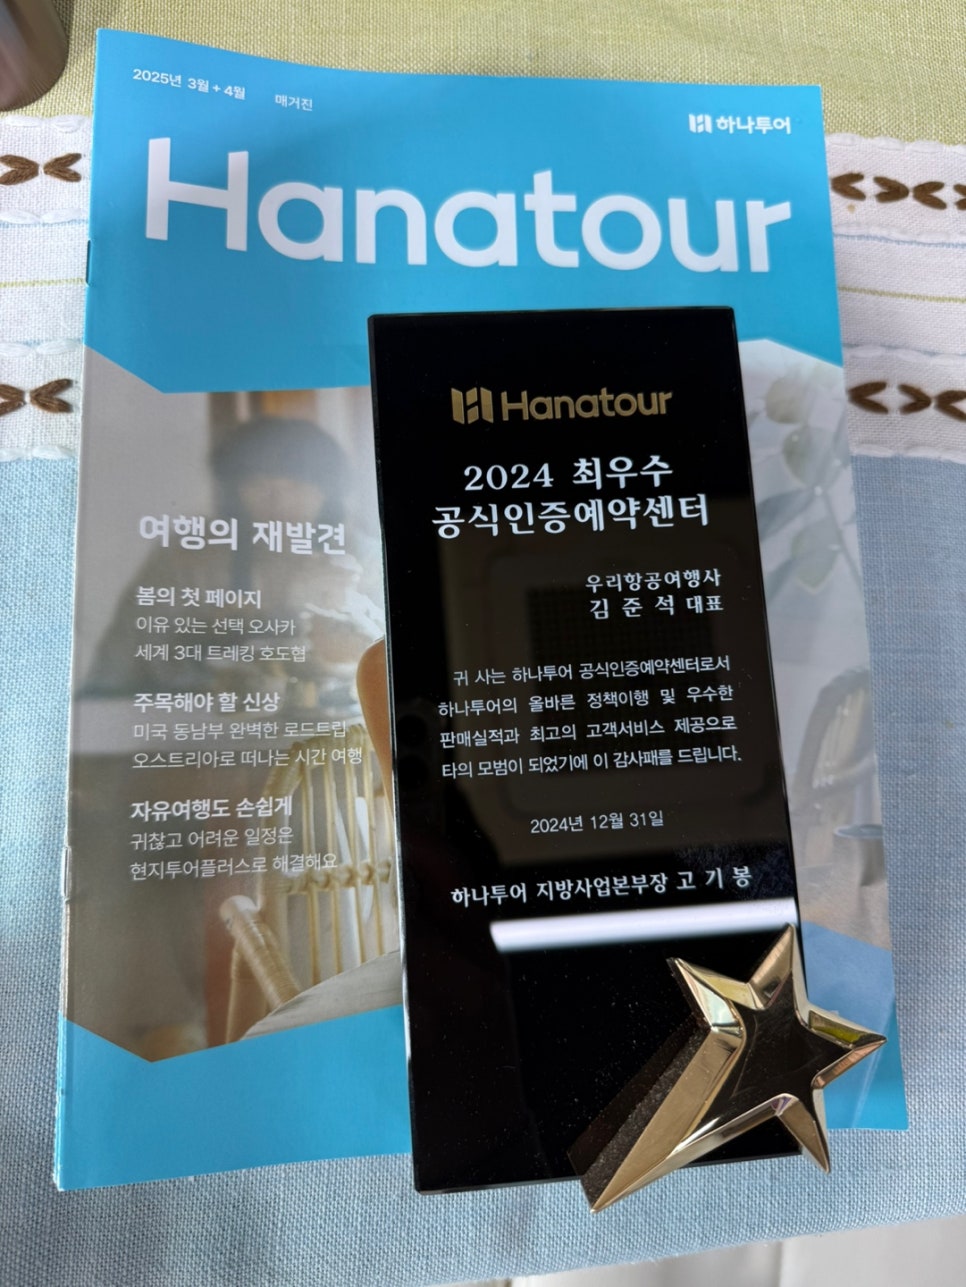 2025년 3월+4월 매거진
하나투어
Hanatour
여행의 재발견
봄의 첫 페이지
이유 있는 선택 오사카
세계 3대 트레킹 호도협
주목해야 할 신상
미국 동남부 완벽한 로드트립
오스트리아로 떠나는 시간 여행
자유여행도 손쉽게
귀찮고 어려운 일정은
현지투어플러스로 해결해요
Hanatour
2024 최우수
공식인증예약센터
우리항공여행사
김 준 석 대표
귀 사는 하나투어 공식인증예약센터로서
하나투어의 올바른 정책이행 및 우수한
판매실적과 최고의 고객서비스 제공으로
타의 모범이 되었기에 이 감사패를 드립니다.
2024년 12월 31일
하나투어 지방사업본부장 고 기 봉